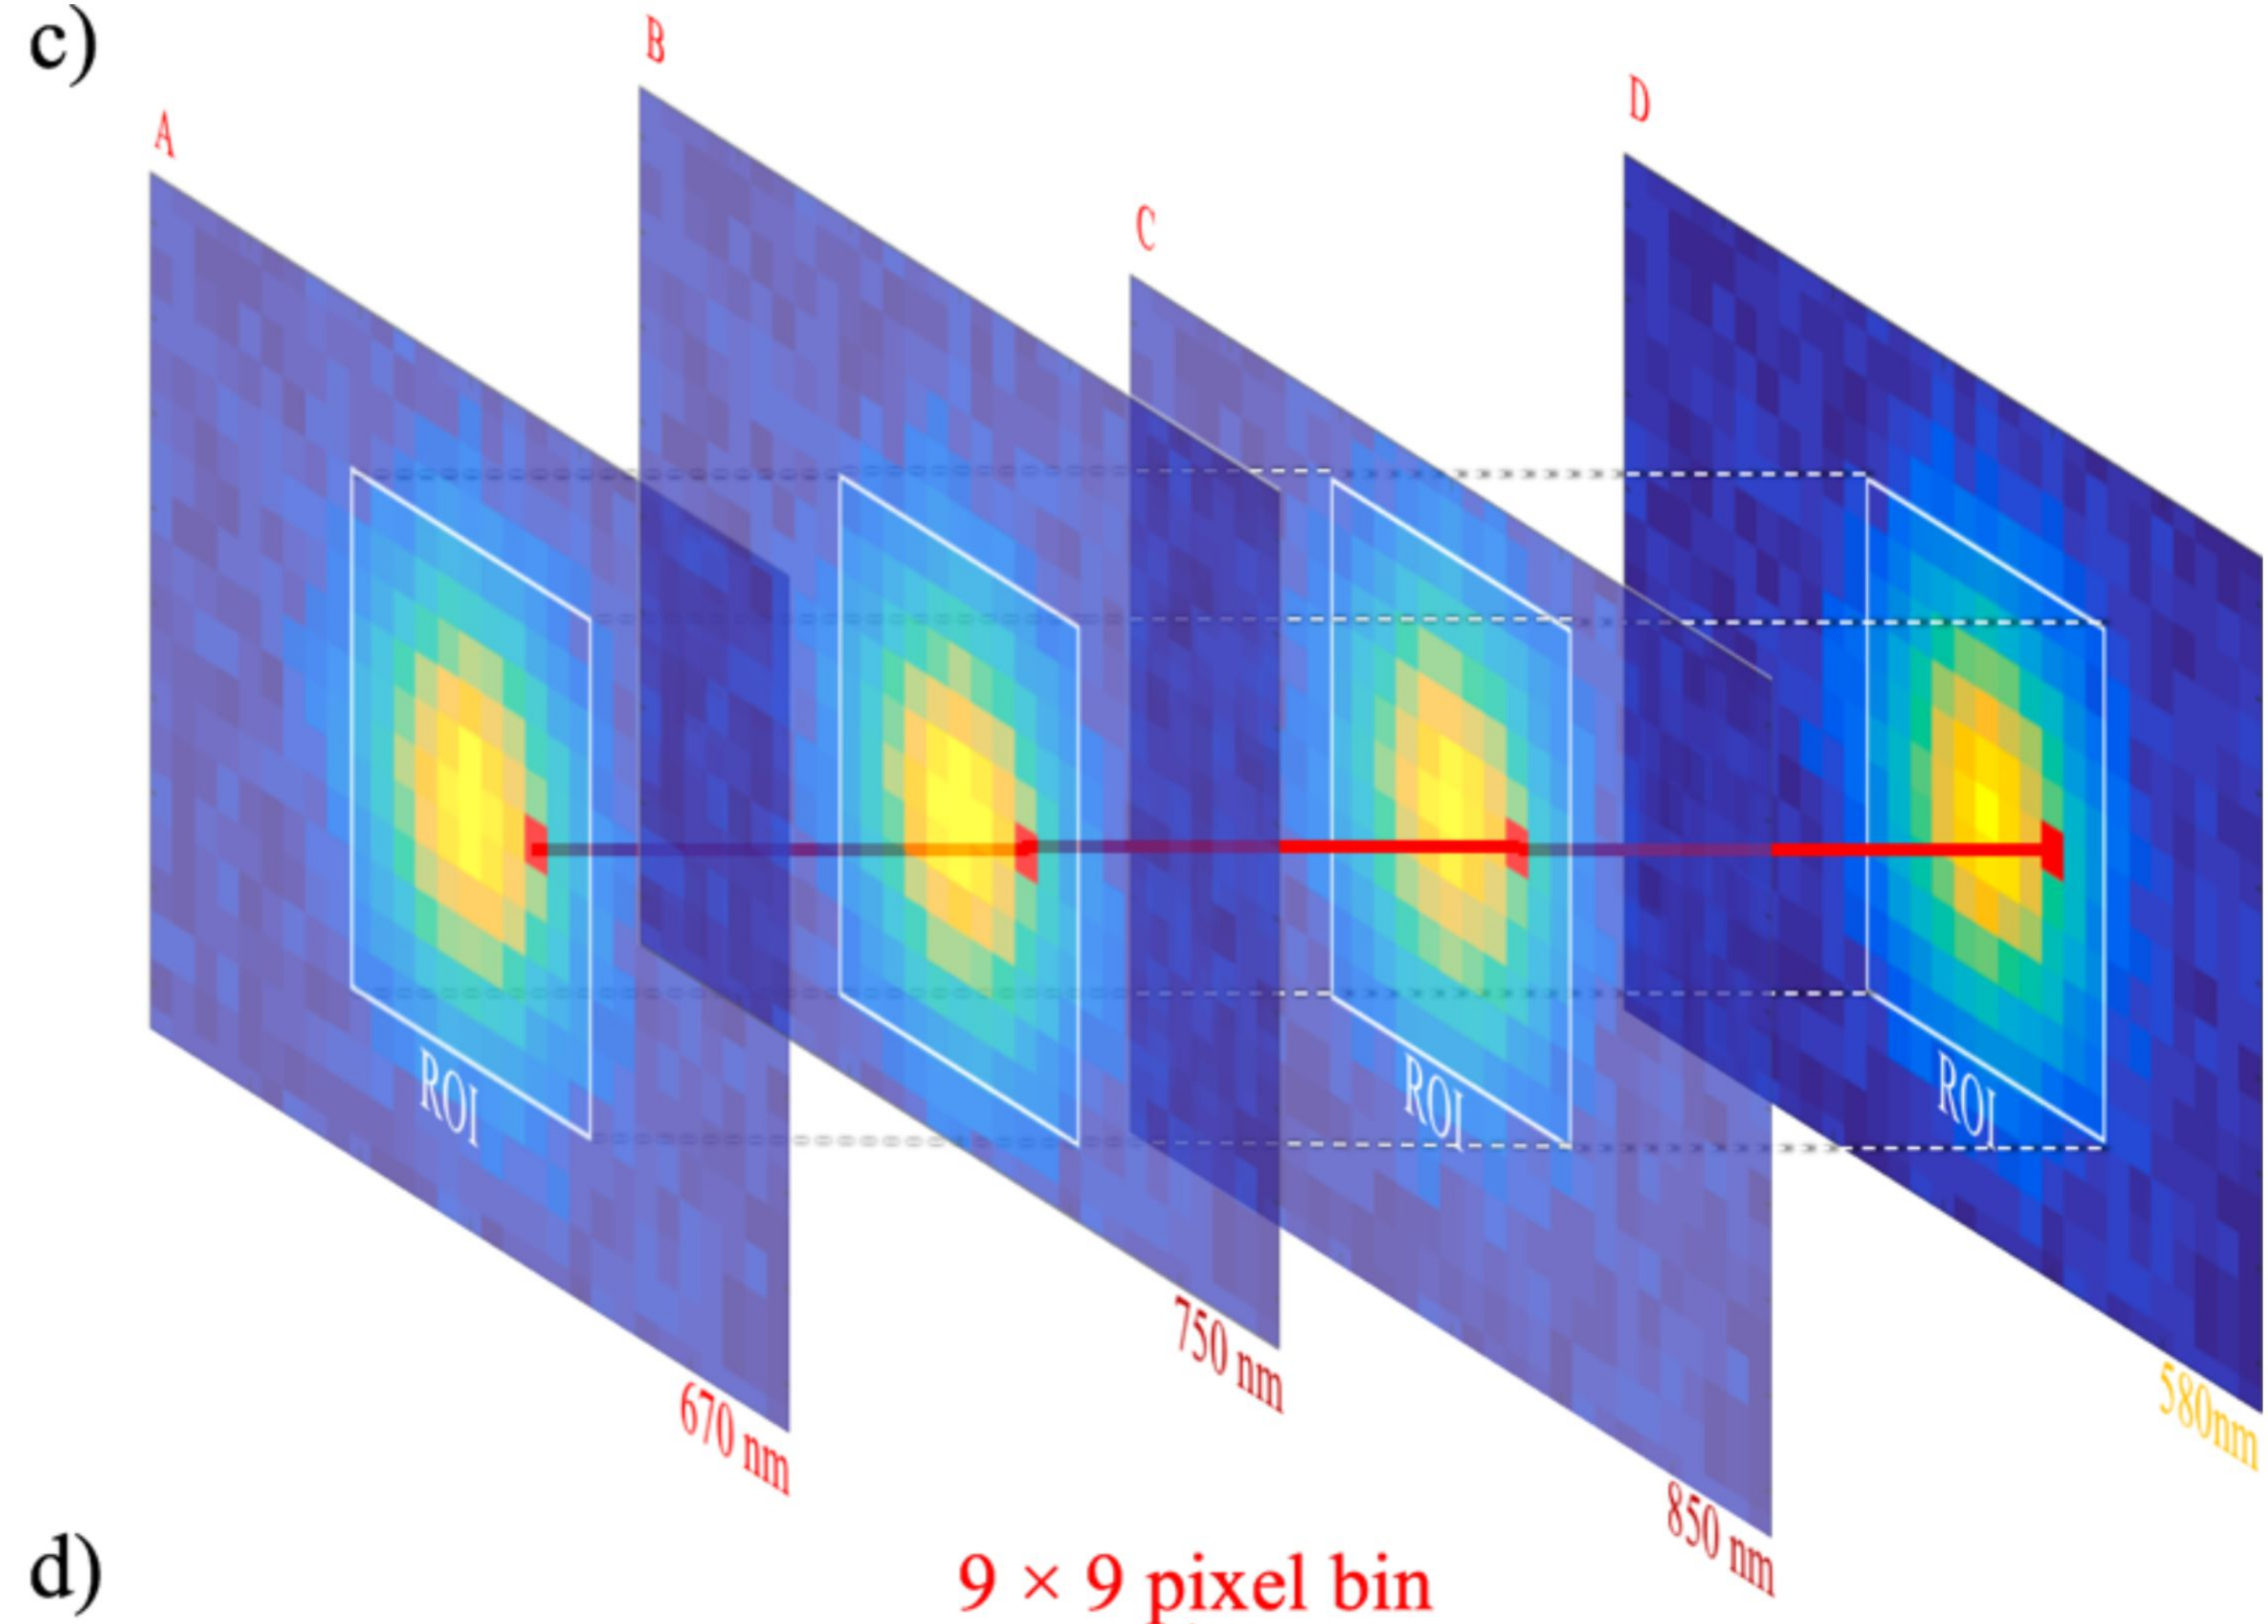 c)
A
B
C
D
ROI
ROI
ROI
670 nm
750 nm
850 nm
580nm
d)
9 × 9 pixel bin